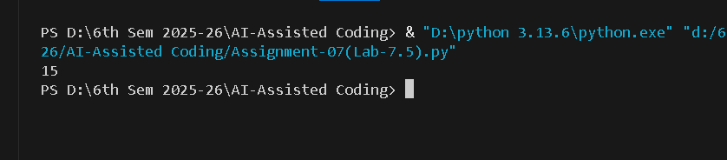 PS D:\6th Sem 2025-26\AI-Assisted Coding> & "D:\python 3.13.6\python.exe" "d:/6
26/AI-Assisted Coding/Assignment-07(Lab-7.5).py"
15
PS D:\6th Sem 2025-26\AI-Assisted Coding>